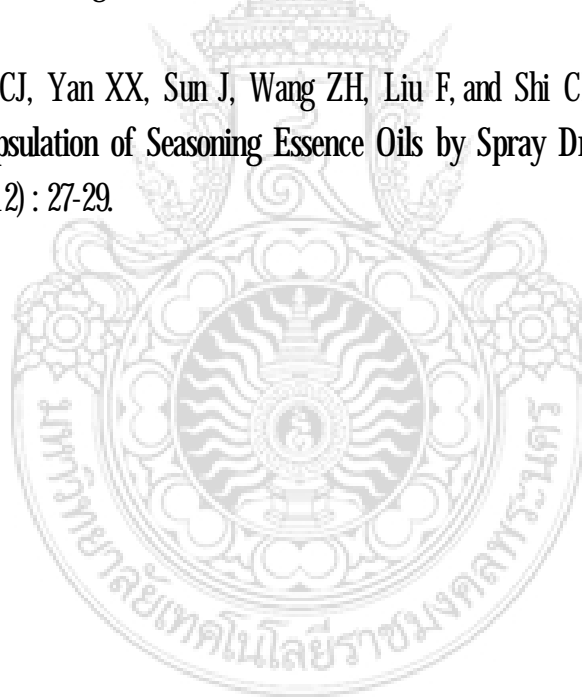 CJ, Yan XX, Sun J, Wang ZH, Liu F, and Shi C
psulation of Seasoning Essence Oils by Spray Dr
12) : 27-29.
มหาวิทยาลัยเทคโนโลยีราชมงคลพระนคร